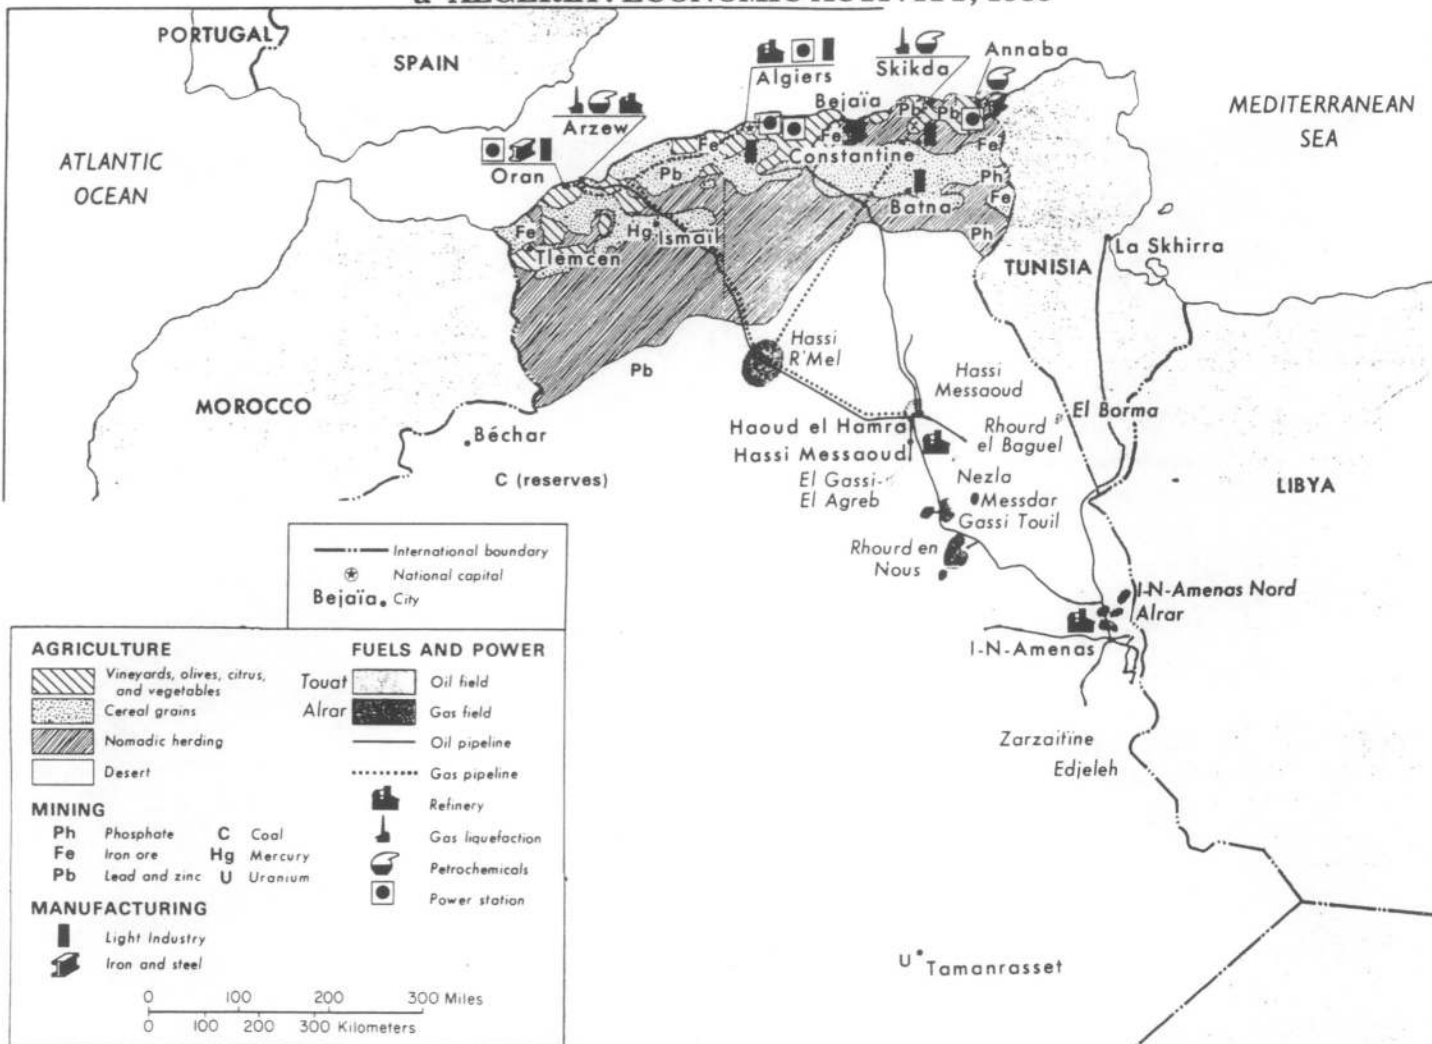 PORTUGAL
SPAIN
Algiers
Skikda
Annaba
Arzew
Bejaïa
MEDITERRANEAN
SEA
ATLANTIC
OCEAN
Oran
Fe
Fe
Pb
Pb
Constantine
Fe
Pb
Ph
Fe
Batna
Fe
Hg
Ismaïl
Ph
Tlemcen
TUNISIA
La Skhirra
Hassi
R'Mel
Pb
Hassi
Messaoud
MOROCCO
El Borma
Haoud el Hamra
Rhourd
el Baguel
Béchar
Hassi Messaoud
C (reserves)
El Gassi-
El Agreb
Nezla
Messdar
Gassi Touil
LIBYA
Rhourd en
Nous
I-N-Amenas Nord
Alrar
I-N-Amenas
Zarzaitïne
Edjeleh
U
Tamanrasset
International boundary
National capital
Bejaïa. City
AGRICULTURE
Vineyards, olives, citrus,
and vegetables
Cereal grains
Nomadic herding
Desert
MINING
Ph Phosphate C Coal
Fe Iron ore Hg Mercury
Pb Lead and zinc U Uranium
MANUFACTURING
Light Industry
Iron and steel
FUELS AND POWER
Touat Oil field
Alrar Gas field
Oil pipeline
Gas pipeline
Refinery
Gas liquefaction
Petrochemicals
Power station
0 100 200 300 Miles
0 100 200 300 Kilometers